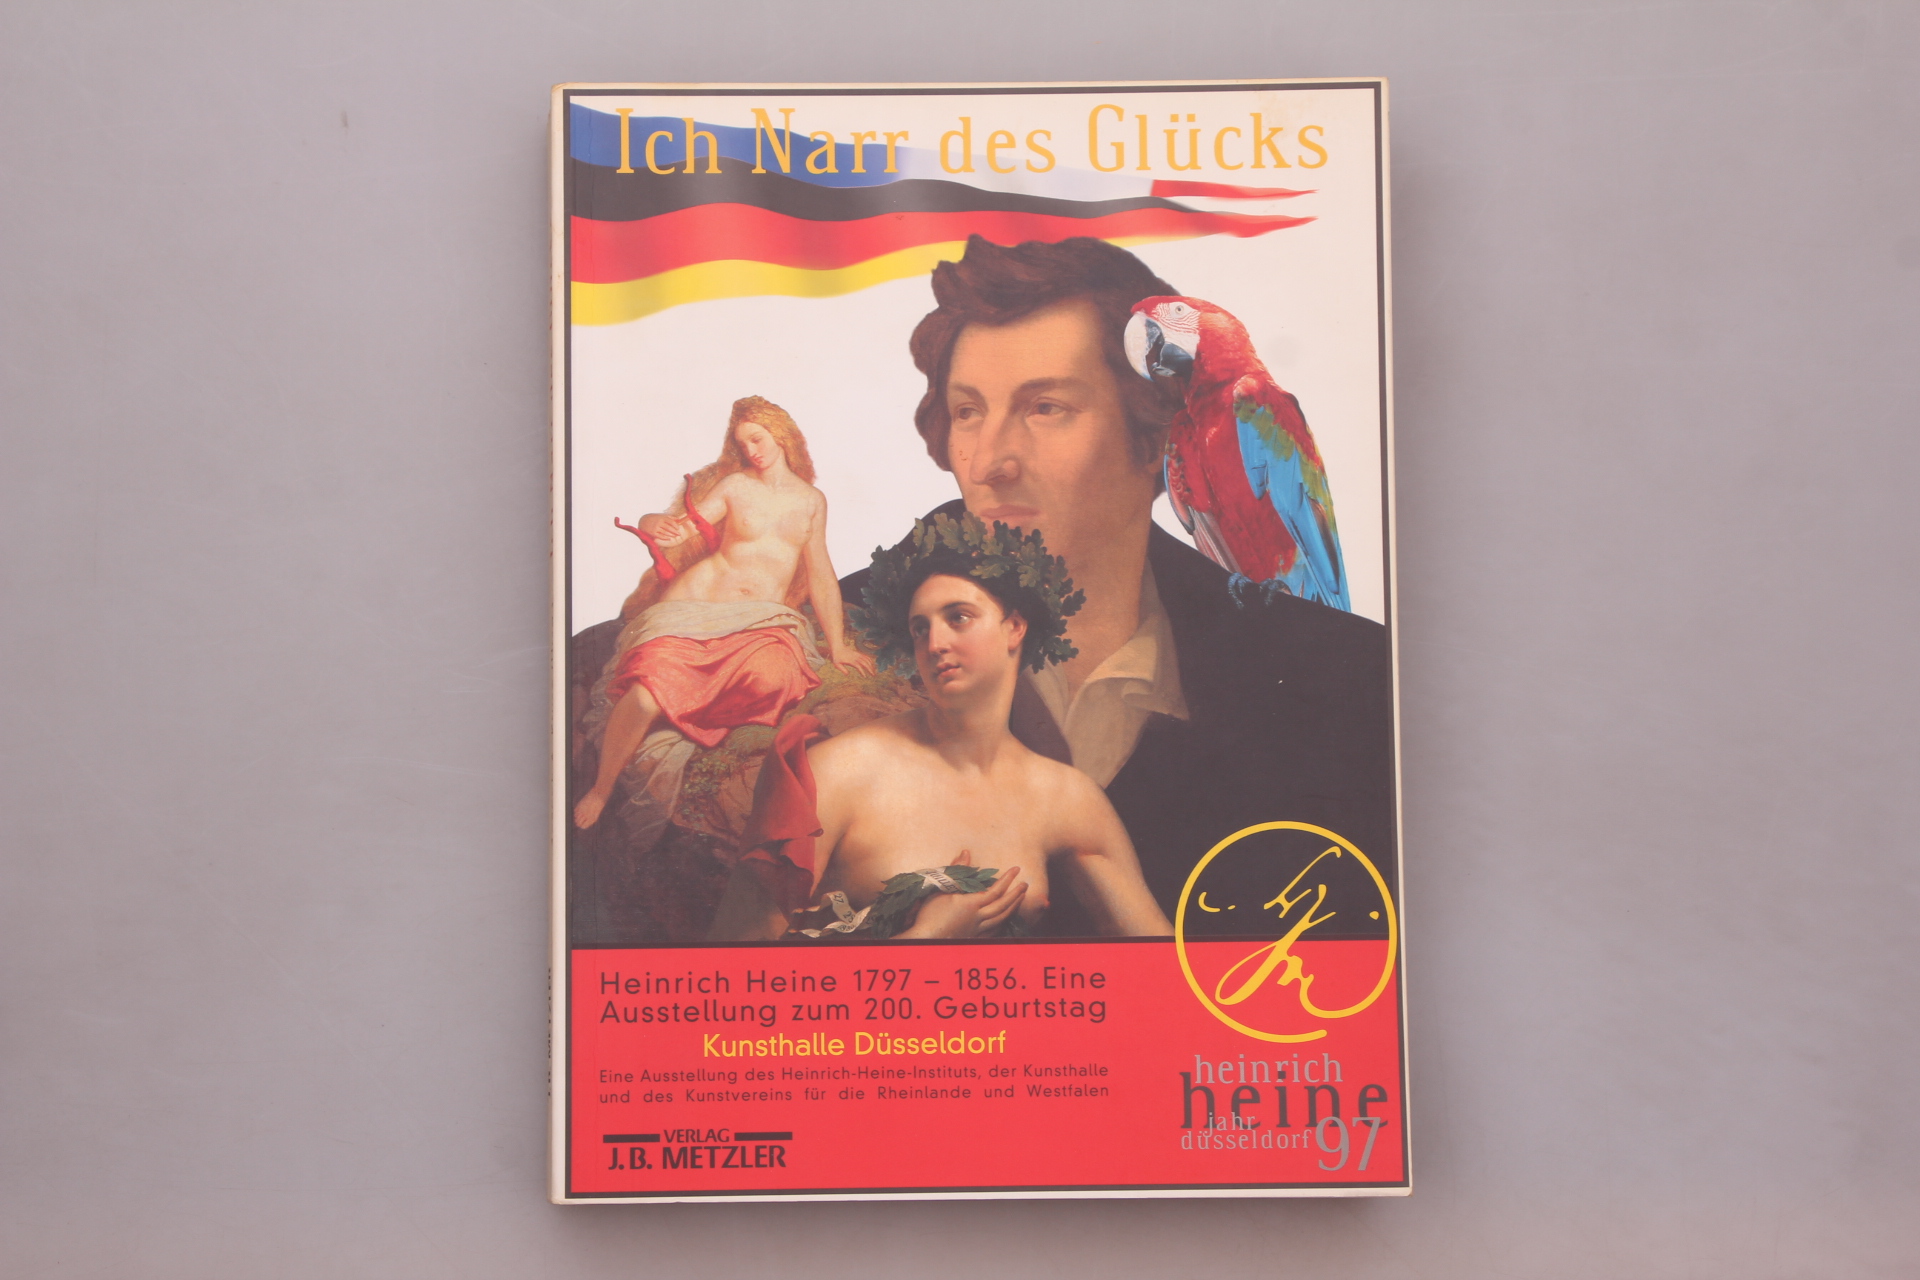 Ich Narr des Glücks
Heinrich Heine 1797 – 1856. Eine
Ausstellung zum 200. Geburtstag
Kunsthalle Düsseldorf
Eine Ausstellung des Heinrich-Heine-Instituts, der Kunsthalle
und des Kunstvereins für die Rheinlande und Westfalen
VERLAG
J.B. METZLER
heinrich
heine
jahr
düsseldorf 97